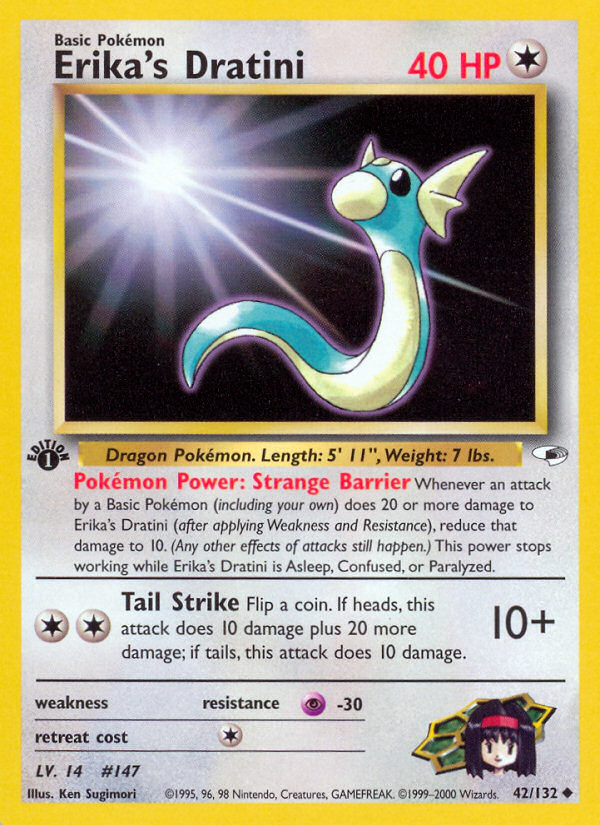 Basic Pokémon
Erika's Dratini
40 HP
EDITION
1
Dragon Pokémon. Length: 5' 11", Weight: 7 lbs.
Pokémon Power: Strange Barrier Whenever an attack
by a Basic Pokémon (including your own) does 20 or more damage to
Erika's Dratini (after applying Weakness and Resistance), reduce that
damage to 10. (Any other effects of attacks still happen.) This power stops
working while Erika's Dratini is Asleep, Confused, or Paralyzed.
Tail Strike Flip a coin. If heads, this
attack does 10 damage plus 20 more
damage; if tails, this attack does 10 damage.
10+
weakness
resistance
-30
retreat cost
LV. 14 #147
Illus. Ken Sugimori
©1995, 96, 98 Nintendo, Creatures, GAMEFREAK. ©1999-2000 Wizards.
42/132